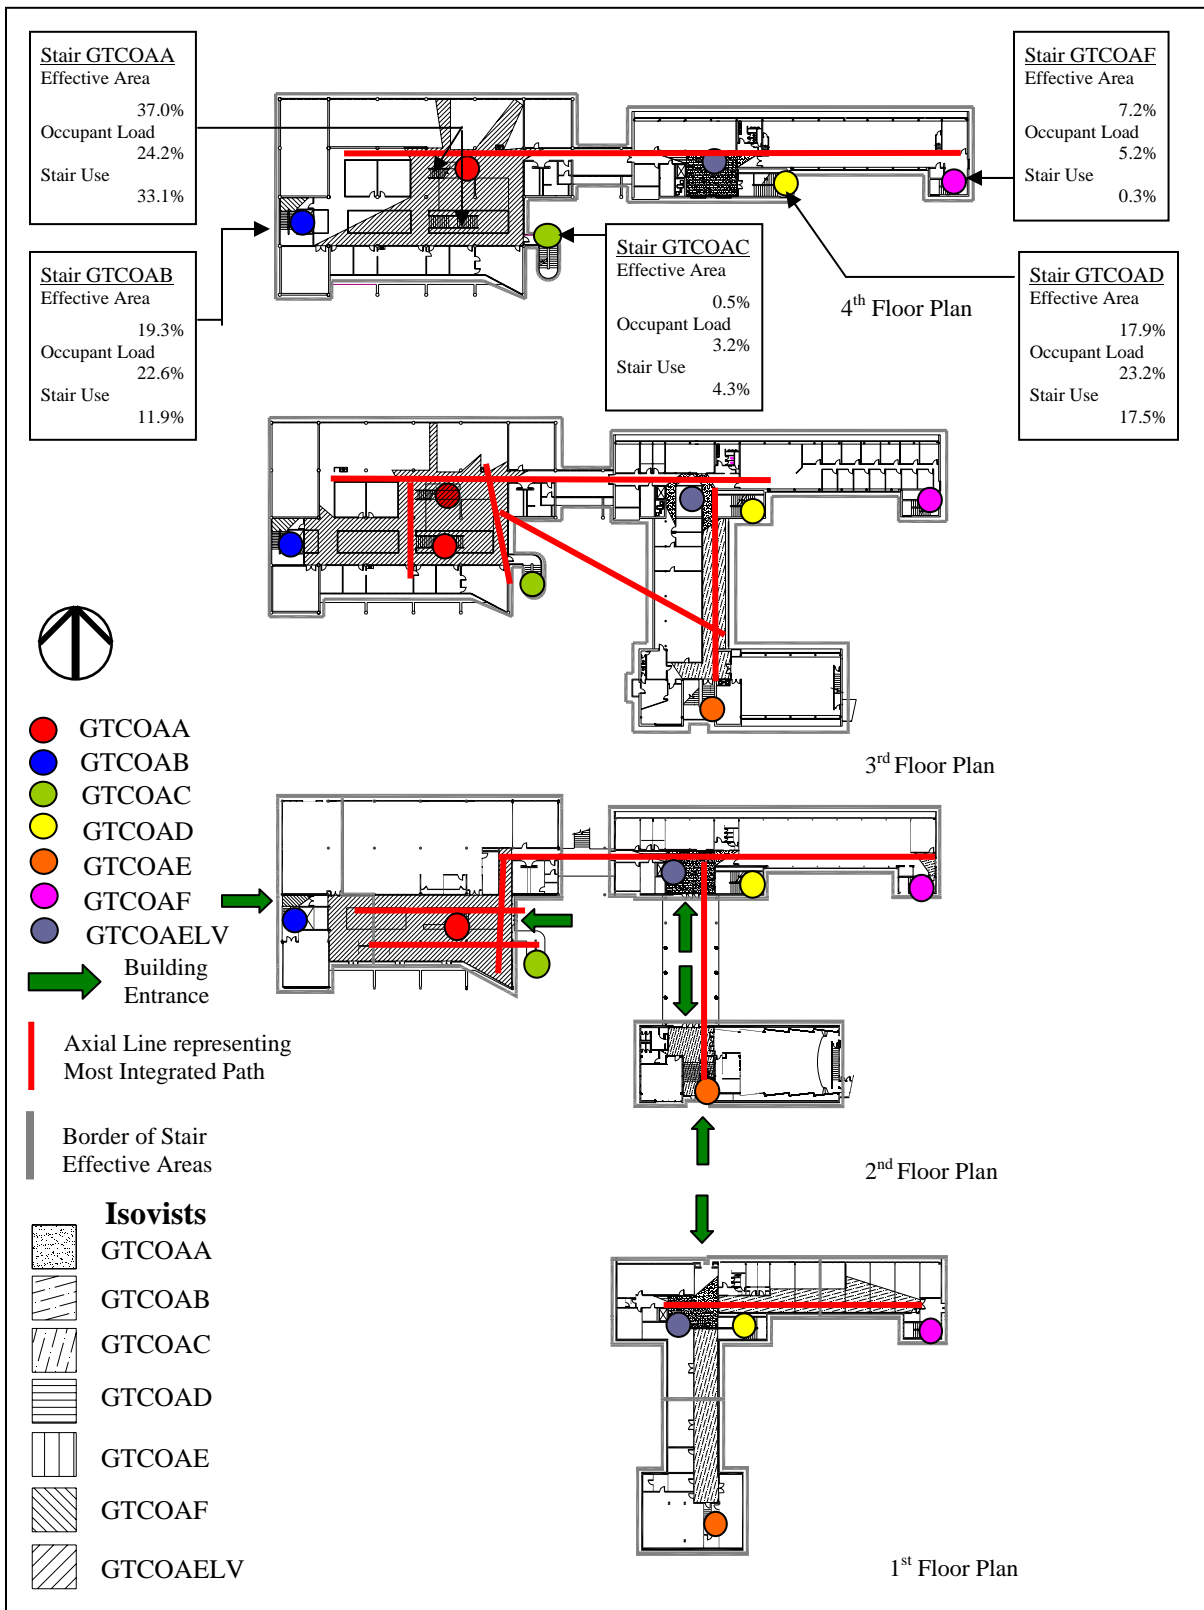 Stair GTCOAA
Effective Area
37.0%
Occupant Load
24.2%
Stair Use
33.1%
Stair GTCOAF
Effective Area
7.2%
Occupant Load
5.2%
Stair Use
0.3%
Stair GTCOAB
Effective Area
19.3%
Occupant Load
22.6%
Stair Use
11.9%
Stair GTCOAC
Effective Area
0.5%
Occupant Load
3.2%
Stair Use
4.3%
Stair GTCOAD
Effective Area
17.9%
Occupant Load
23.2%
Stair Use
17.5%
4th Floor Plan
3rd Floor Plan
GTCOAA
GTCOAB
GTCOAC
GTCOAD
GTCOAE
GTCOAF
GTCOAELV
Building
Entrance
Axial Line representing
Most Integrated Path
Border of Stair
Effective Areas
2nd Floor Plan
Isovists
GTCOAA
GTCOAB
GTCOAC
GTCOAD
GTCOAE
GTCOAF
GTCOAELV
1st Floor Plan